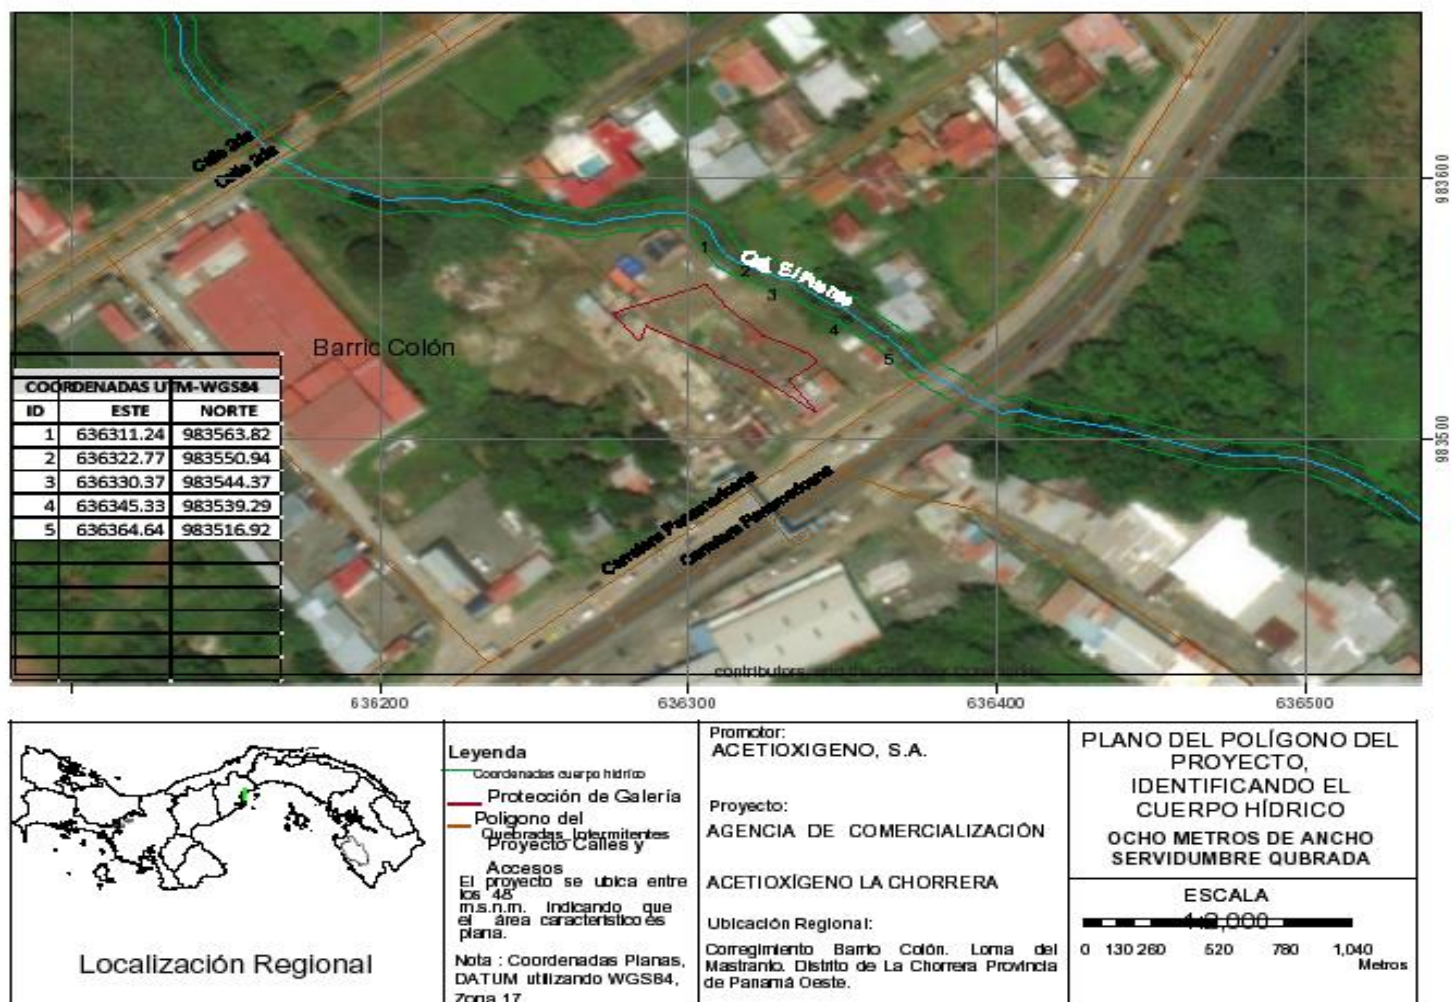 Calle 2da
Calle 2da
983600
1
2
3
4
5
Barrio Colón
COORDENADAS UTM-WGS84
ID ESTE NORTE
1 636311.24 983563.82
2 636322.77 983550.94
3 636330.37 983544.37
4 636345.33 983539.29
5 636364.64 983516.92
983500
Carretera Panamericana
Carretera Panamericana
contributors, and the GIS User Community
636200 636300 636400 636500
Localización Regional
Leyenda
Coordenadas cuerpo hídrico
Protección de Galería
Poligono del
Quebradas Intermitentes
Proyecto Calles y
Accesos
El proyecto se ubica entre
los 48
m.s.n.m. Indicando que
el área característico es
plana.
Nota : Coordenadas Planas,
DATUM utilizando WGS84,
Zona 17
Promotor:
ACETIOXIGENO, S.A.
Proyecto:
AGENCIA DE COMERCIALIZACIÓN
ACETIOXÍGENO LA CHORRERA
Ubicación Regional:
Corregimiento Barrio Colón. Loma del
Mastranto. Distrito de La Chorrera Provincia
de Panamá Oeste.
PLANO DEL POLÍGONO DEL
PROYECTO,
IDENTIFICANDO EL
CUERPO HÍDRICO
OCHO METROS DE ANCHO
SERVIDUMBRE QUBRADA
ESCALA
1:2,000
0 130 260 520 780 1,040
Metros